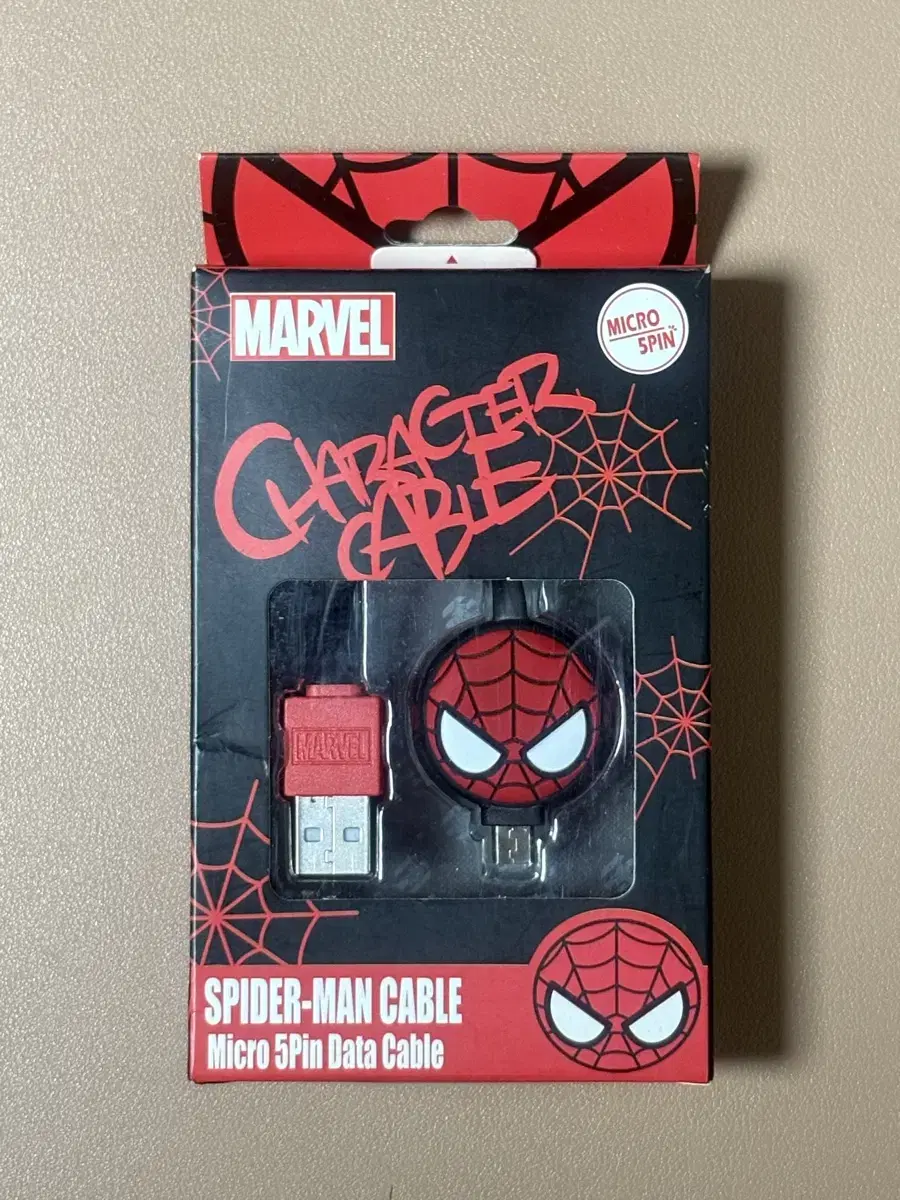 MARVEL
MICRO
5PIN
CHARACTER
CABLE
MARVEL
SPIDER-MAN CABLE
Micro 5Pin Data Cable